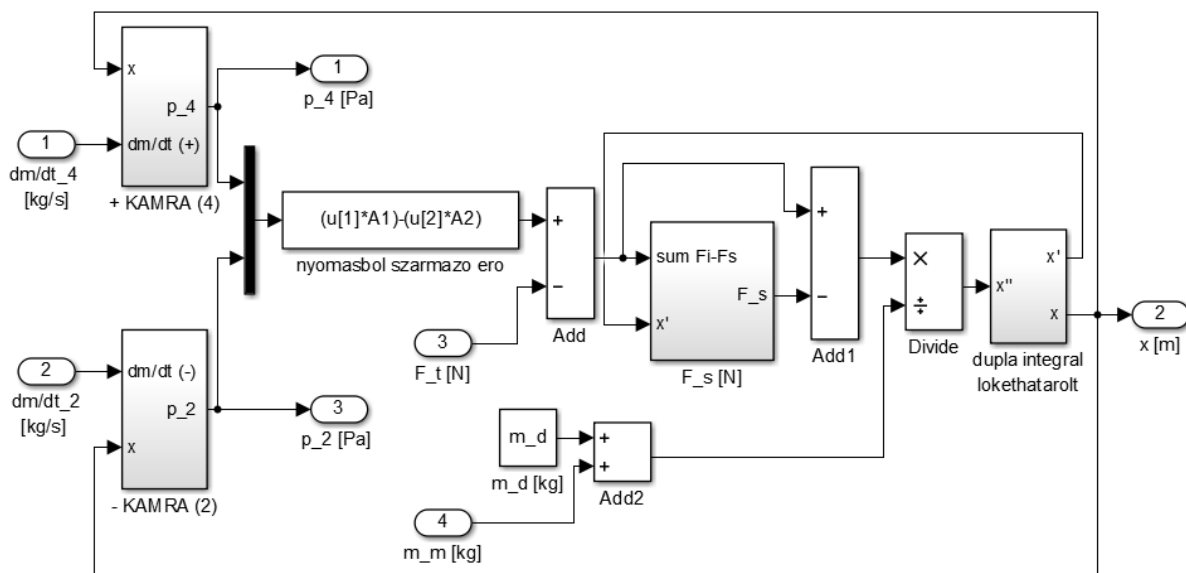 x
p_4
dm/dt (+)
+ KAMRA (4)
1
dm/dt_4
[kg/s]
1
p_4 [Pa]
(u[1]*A1)-(u[2]*A2)
nyomasbol szarmazo ero
+
−
Add
3
F_t [N]
sum Fi-Fs
F_s
x'
F_s [N]
+
−
Add1
×
÷
Divide
x'
x''
x
dupla integral
lokethatarolt
2
x [m]
2
dm/dt_2
[kg/s]
dm/dt (-)
p_2
x
- KAMRA (2)
3
p_2 [Pa]
m_d
m_d [kg]
+
+
Add2
4
m_m [kg]